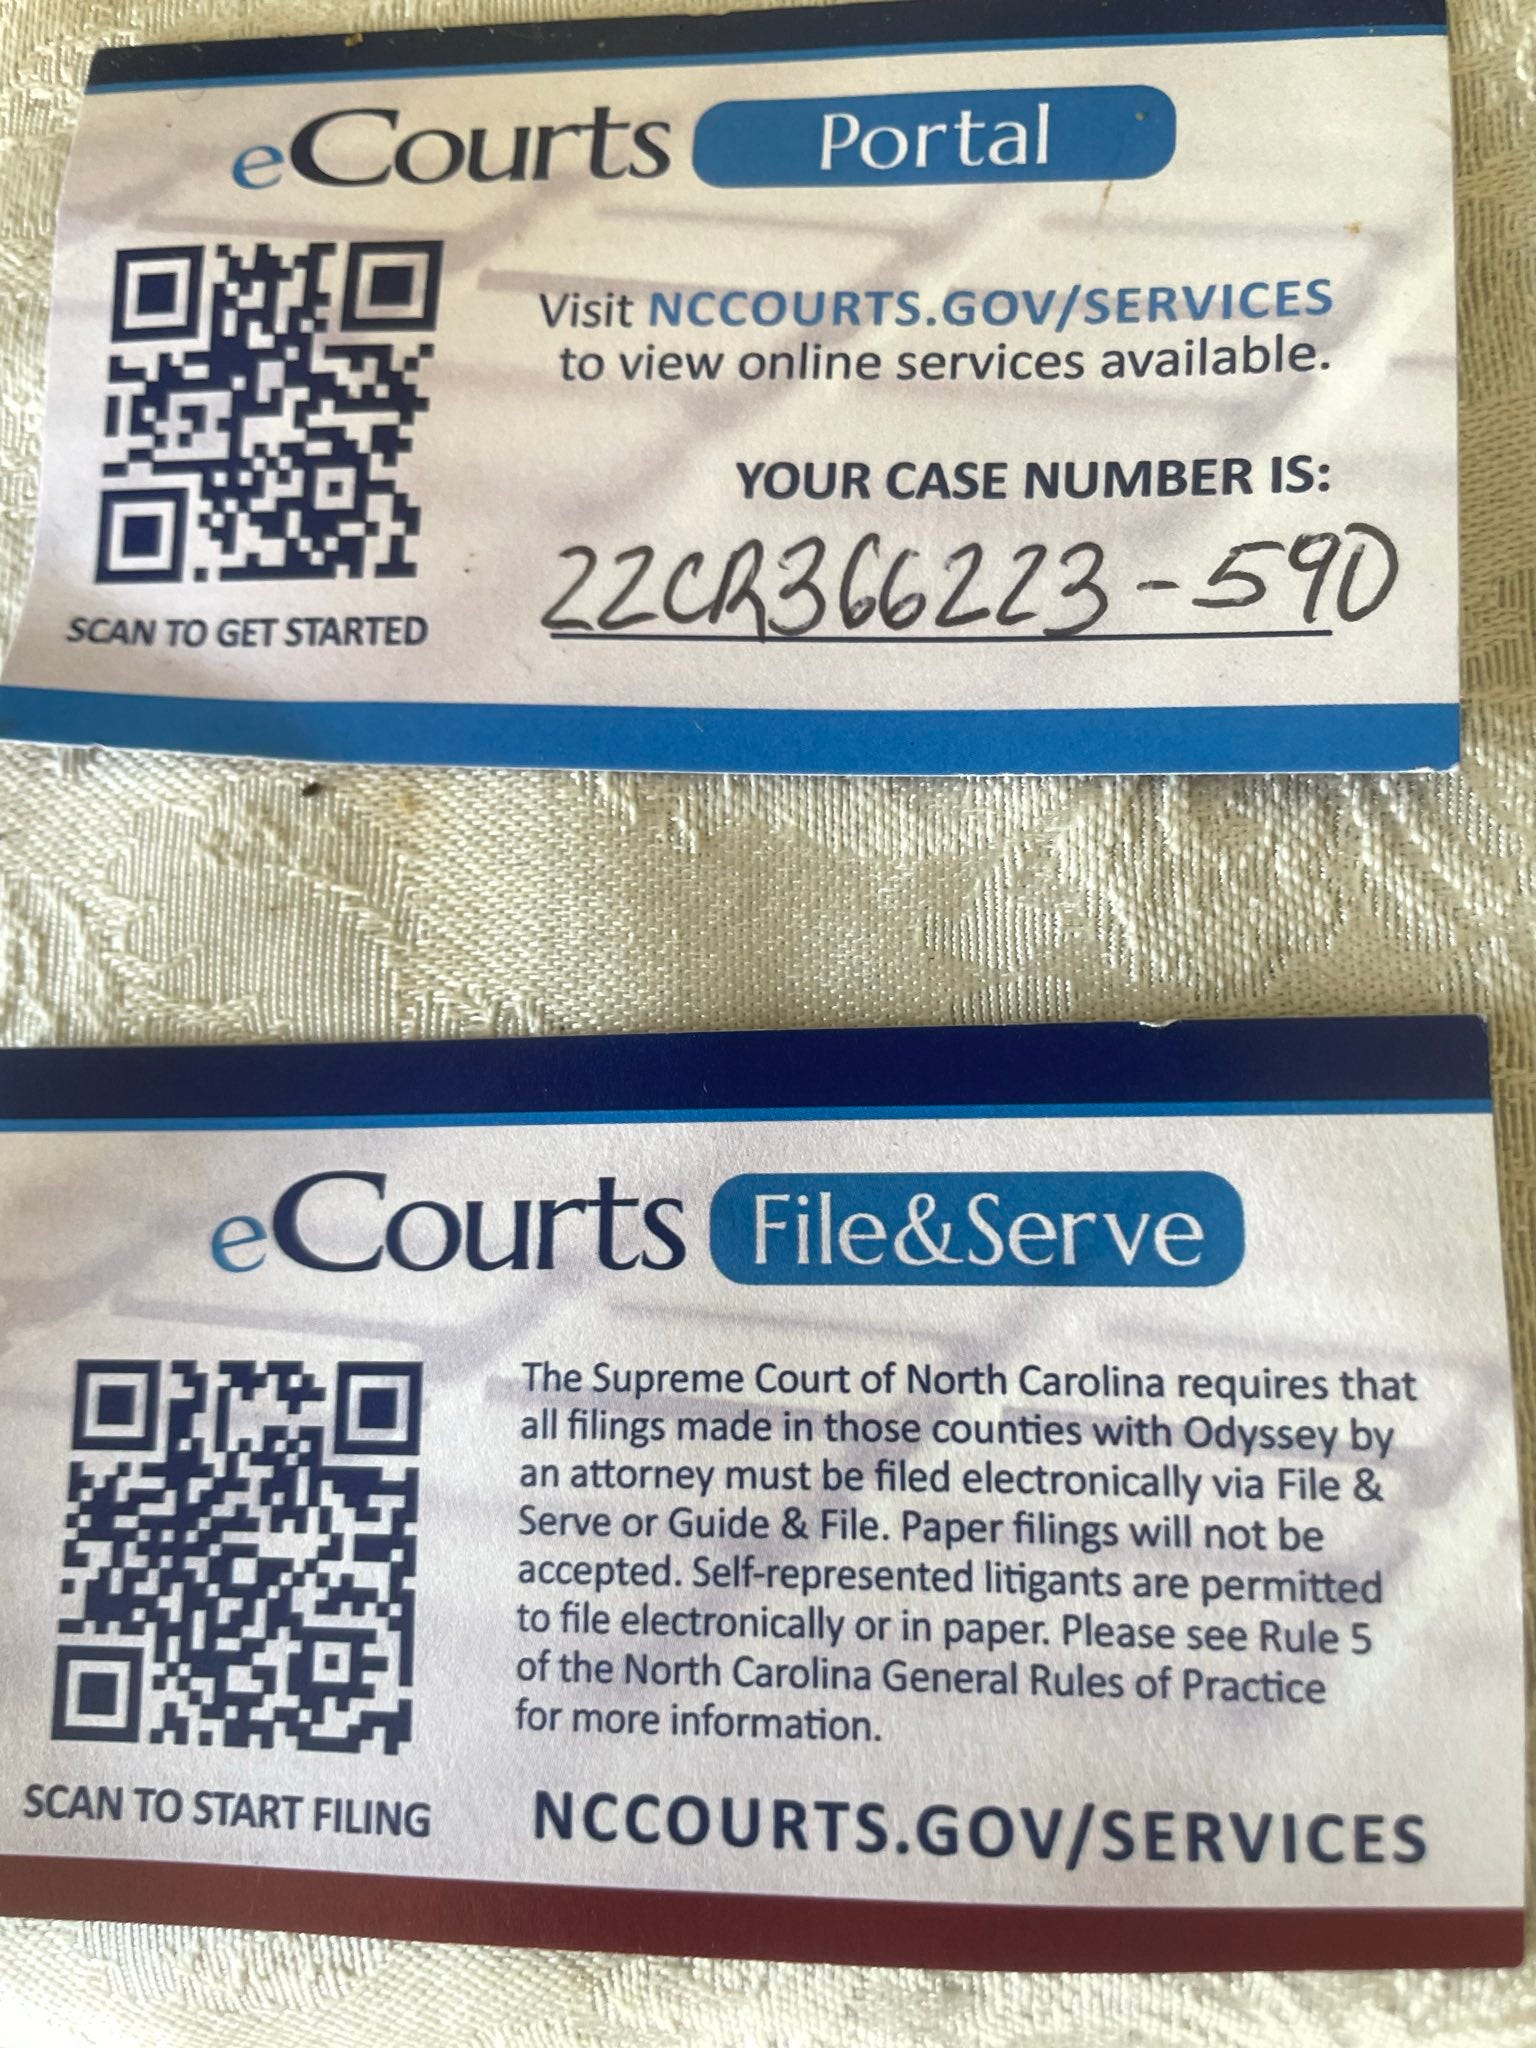 eCourts Portal
Visit NCCOURTS.GOV/SERVICES
to view online services available.
YOUR CASE NUMBER IS:
22CR366223-590
SCAN TO GET STARTED
eCourts File&Serve
The Supreme Court of North Carolina requires that
all filings made in those counties with Odyssey by
an attorney must be filed electronically via File &
Serve or Guide & File. Paper filings will not be
accepted. Self-represented litigants are permitted
to file electronically or in paper. Please see Rule 5
of the North Carolina General Rules of Practice
for more information.
SCAN TO START FILING
NCCOURTS.GOV/SERVICES